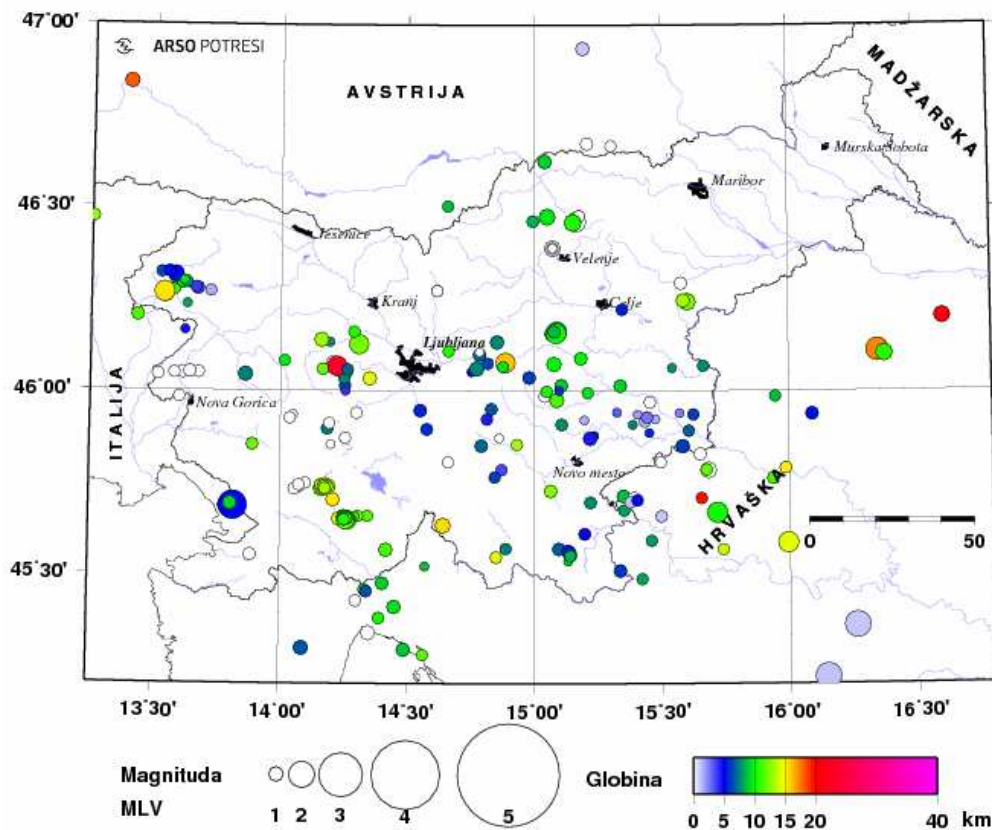 47°00'
ARSO POTRESI
AVSTRIJA
MADŽARSKA
Murska Sobota
Maribor
46°30'
Jesenice
Velenje
Kranj
Celje
Ljubljana
46°00'
Nova Gorica
ITALIJA
Novo mesto
HRVAŠKA
0 50
45°30'
13°30' 14°00' 14°30' 15°00' 15°30' 16°00' 16°30'
Magnituda
MLV
1 2 3 4 5
Globina
0 5 10 15 20 40 km